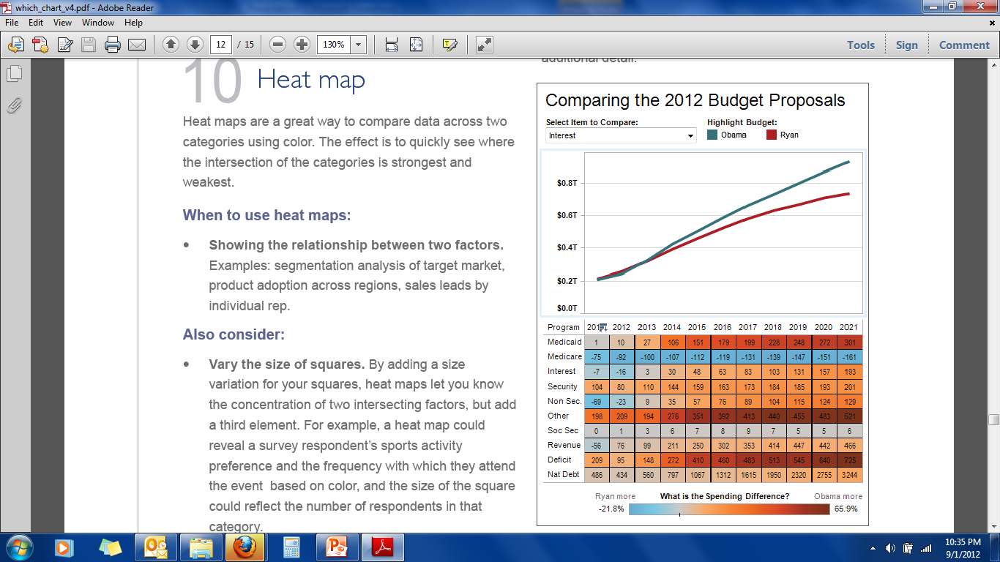 which_chart_v4.pdf - Adobe Reader
File Edit View Window Help
12 / 15 130% Tools Sign Comment
10 Heat map
Heat maps are a great way to compare data across two
categories using color. The effect is to quickly see where
the intersection of the categories is strongest and
weakest.
When to use heat maps:
• Showing the relationship between two factors.
Examples: segmentation analysis of target market,
product adoption across regions, sales leads by
individual rep.
Also consider:
• Vary the size of squares. By adding a size
variation for your squares, heat maps let you know
the concentration of two intersecting factors, but add
a third element. For example, a heat map could
reveal a survey respondent’s sports activity
preference and the frequency with which they attend
the event based on color, and the size of the square
could reflect the number of respondents in that
category.
additional detail.
Comparing the 2012 Budget Proposals
Select Item to Compare: Highlight Budget:
Interest Obama Ryan
$0.8T
$0.6T
$0.4T
$0.2T
$0.0T
Program 201 2012 2013 2014 2015 2016 2017 2018 2019 2020 2021
Medicaid 1 10 27 106 151 179 199 228 248 272 301
Medicare -75 -92 -100 -107 -112 -119 -131 -139 -147 -151 -161
Interest -7 -16 3 30 48 63 83 103 131 157 193
Security 104 80 110 144 159 163 173 184 185 193 201
Non Sec. -69 -23 9 35 57 76 89 104 115 124 129
Other 198 209 194 276 351 392 413 440 455 483 521
Soc Sec 0 1 3 6 7 8 9 7 5 5 6
Revenue -56 76 99 211 250 302 353 414 447 442 466
Deficit 209 95 148 272 410 460 483 513 545 640 725
Nat Debt 486 434 560 797 1067 1312 1615 1950 2320 2755 3244
Ryan more What is the Spending Difference? Obama more
-21.8% 65.9%
10:35 PM
9/1/2012